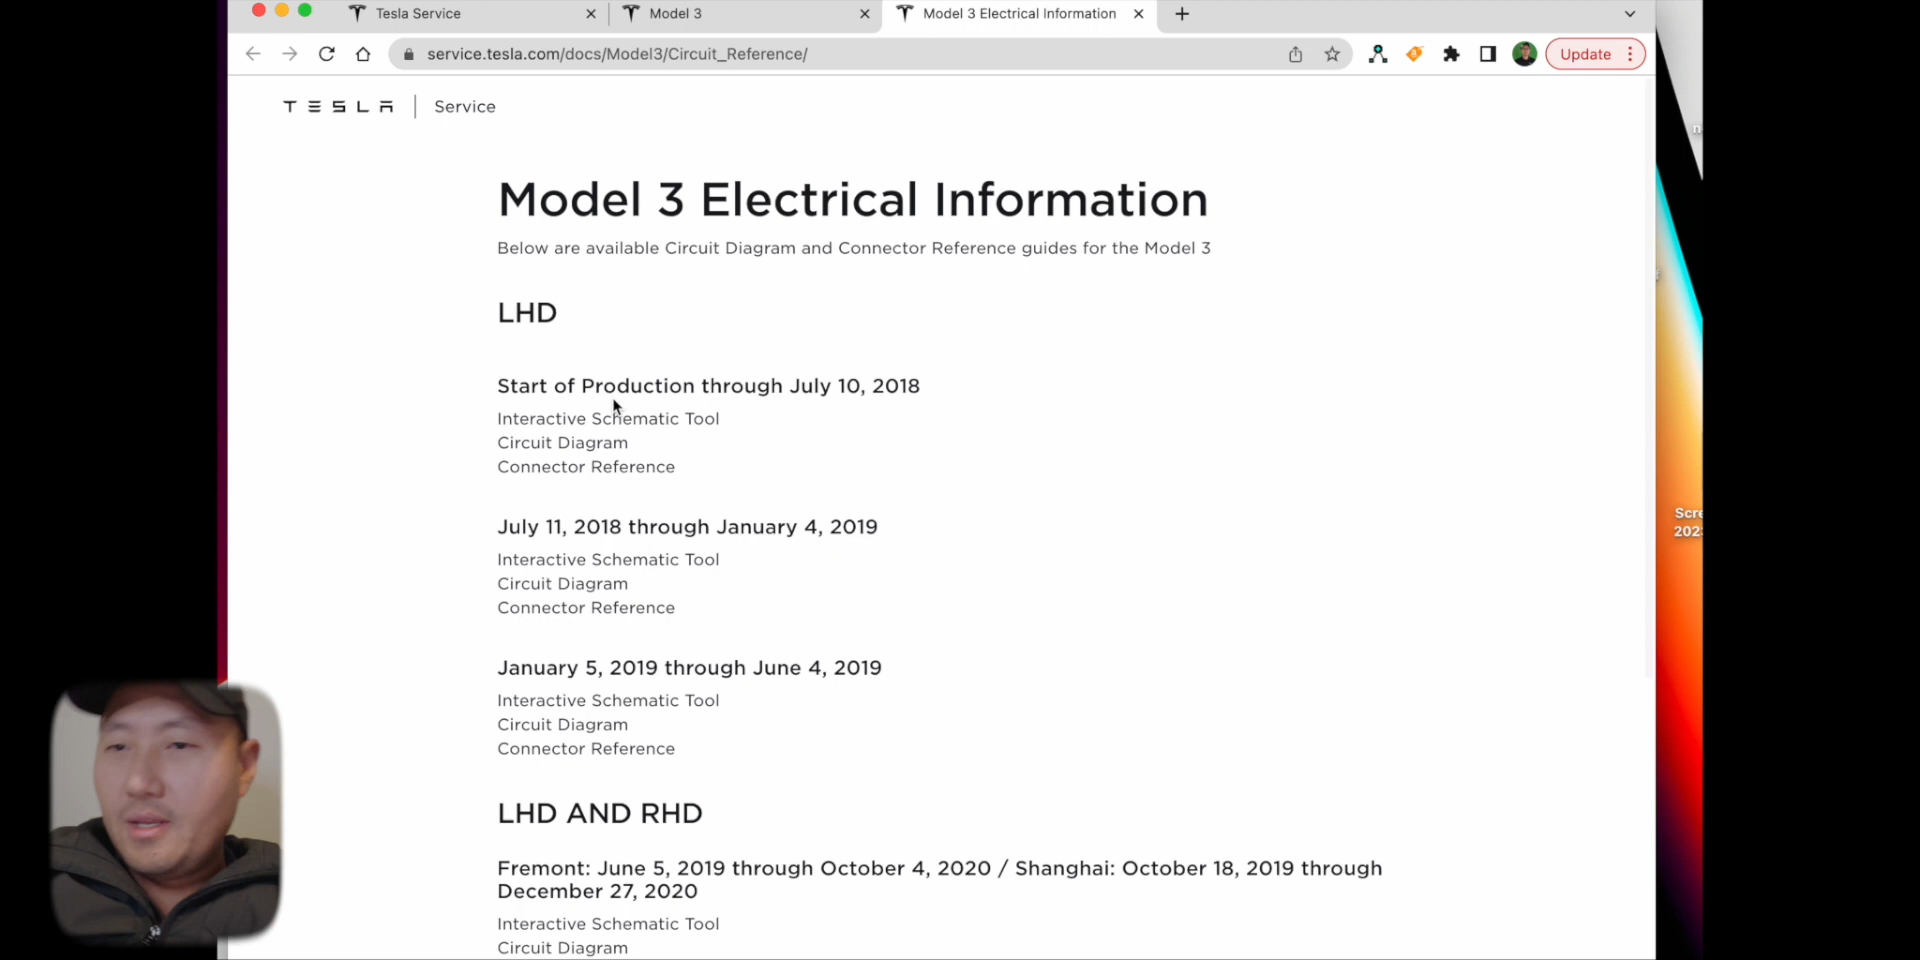 Tesla Service
Model 3
Model 3 Electrical Information
service.tesla.com/docs/Model3/Circuit_Reference/
Update
TESLA | Service
Model 3 Electrical Information
Below are available Circuit Diagram and Connector Reference guides for the Model 3
LHD
Start of Production through July 10, 2018
Interactive Schematic Tool
Circuit Diagram
Connector Reference
July 11, 2018 through January 4, 2019
Interactive Schematic Tool
Circuit Diagram
Connector Reference
January 5, 2019 through June 4, 2019
Interactive Schematic Tool
Circuit Diagram
Connector Reference
LHD AND RHD
Fremont: June 5, 2019 through October 4, 2020 / Shanghai: October 18, 2019 through
December 27, 2020
Interactive Schematic Tool
Circuit Diagram
Scre
202